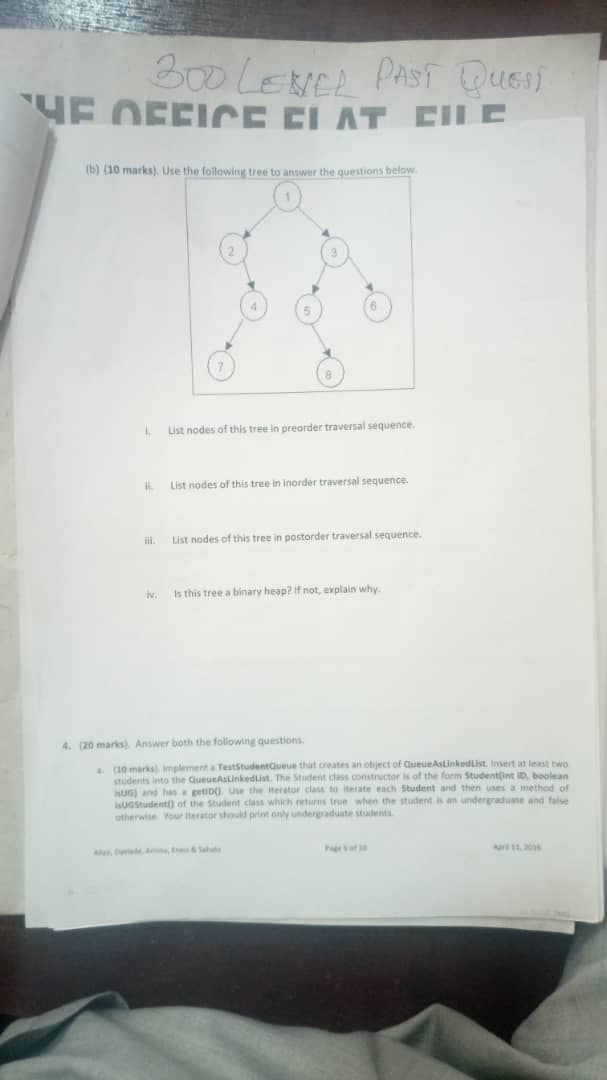 300 LEVEL PAST QUEST
THE OFFICE FLAT FILE
(b) (10 marks). Use the following tree to answer the questions below.
1
2
3
4
5
6
7
8
i. List nodes of this tree in preorder traversal sequence.
ii. List nodes of this tree in inorder traversal sequence.
iii. List nodes of this tree in postorder traversal sequence.
iv. Is this tree a binary heap? If not, explain why.
4. (20 marks). Answer both the following questions.
a. (10 marks). Implement a TestStudentQueue that creates an object of QueueAsLinkedList. Insert at least two
students into the QueueAsLinkedList. The Student class constructor is of the form Student(int ID, boolean
isUG) and has a getID(). Use the Iterator class to iterate each Student and then uses a method of
isUGStudent() of the Student class which returns true when the student is an undergraduate and false
otherwise. Your Iterator should print only undergraduate students.
& Sahalu
Page 6 of 10
April 11, 2016